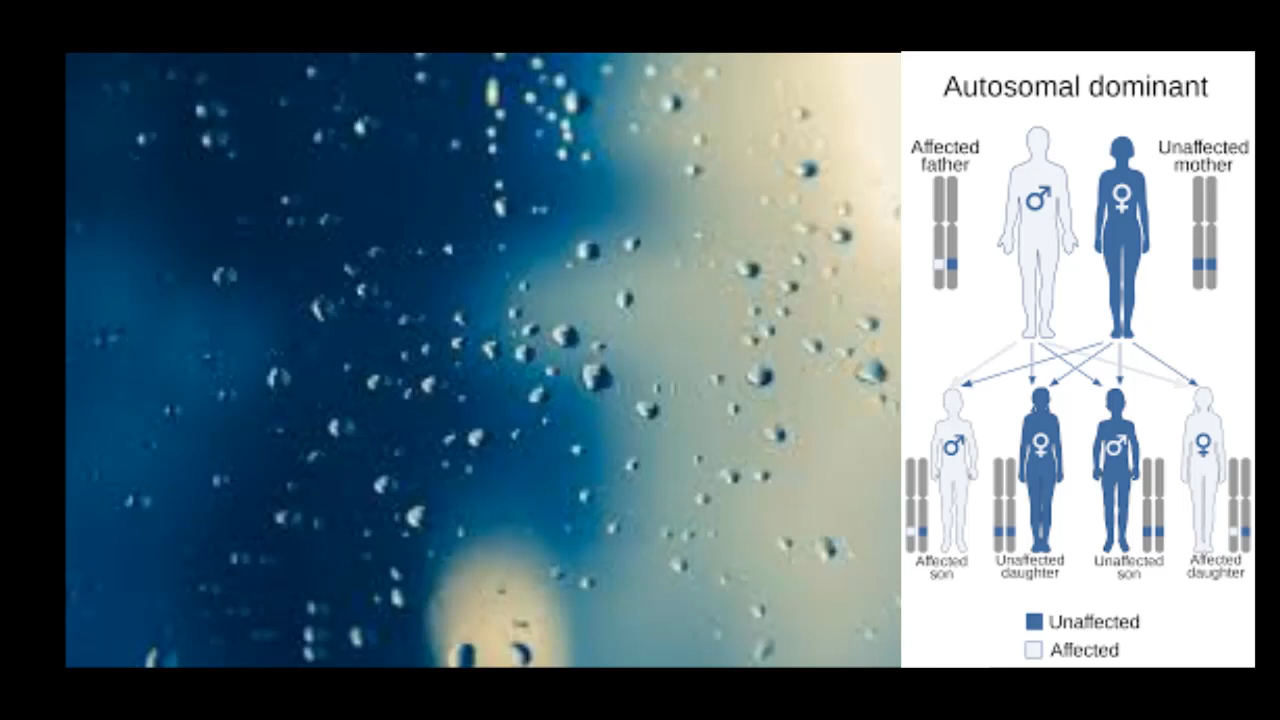 Autosomal dominant
Affected
father
Unaffected
mother
Affected
son
Unaffected
daughter
Unaffected
son
Affected
daughter
Unaffected
Affected